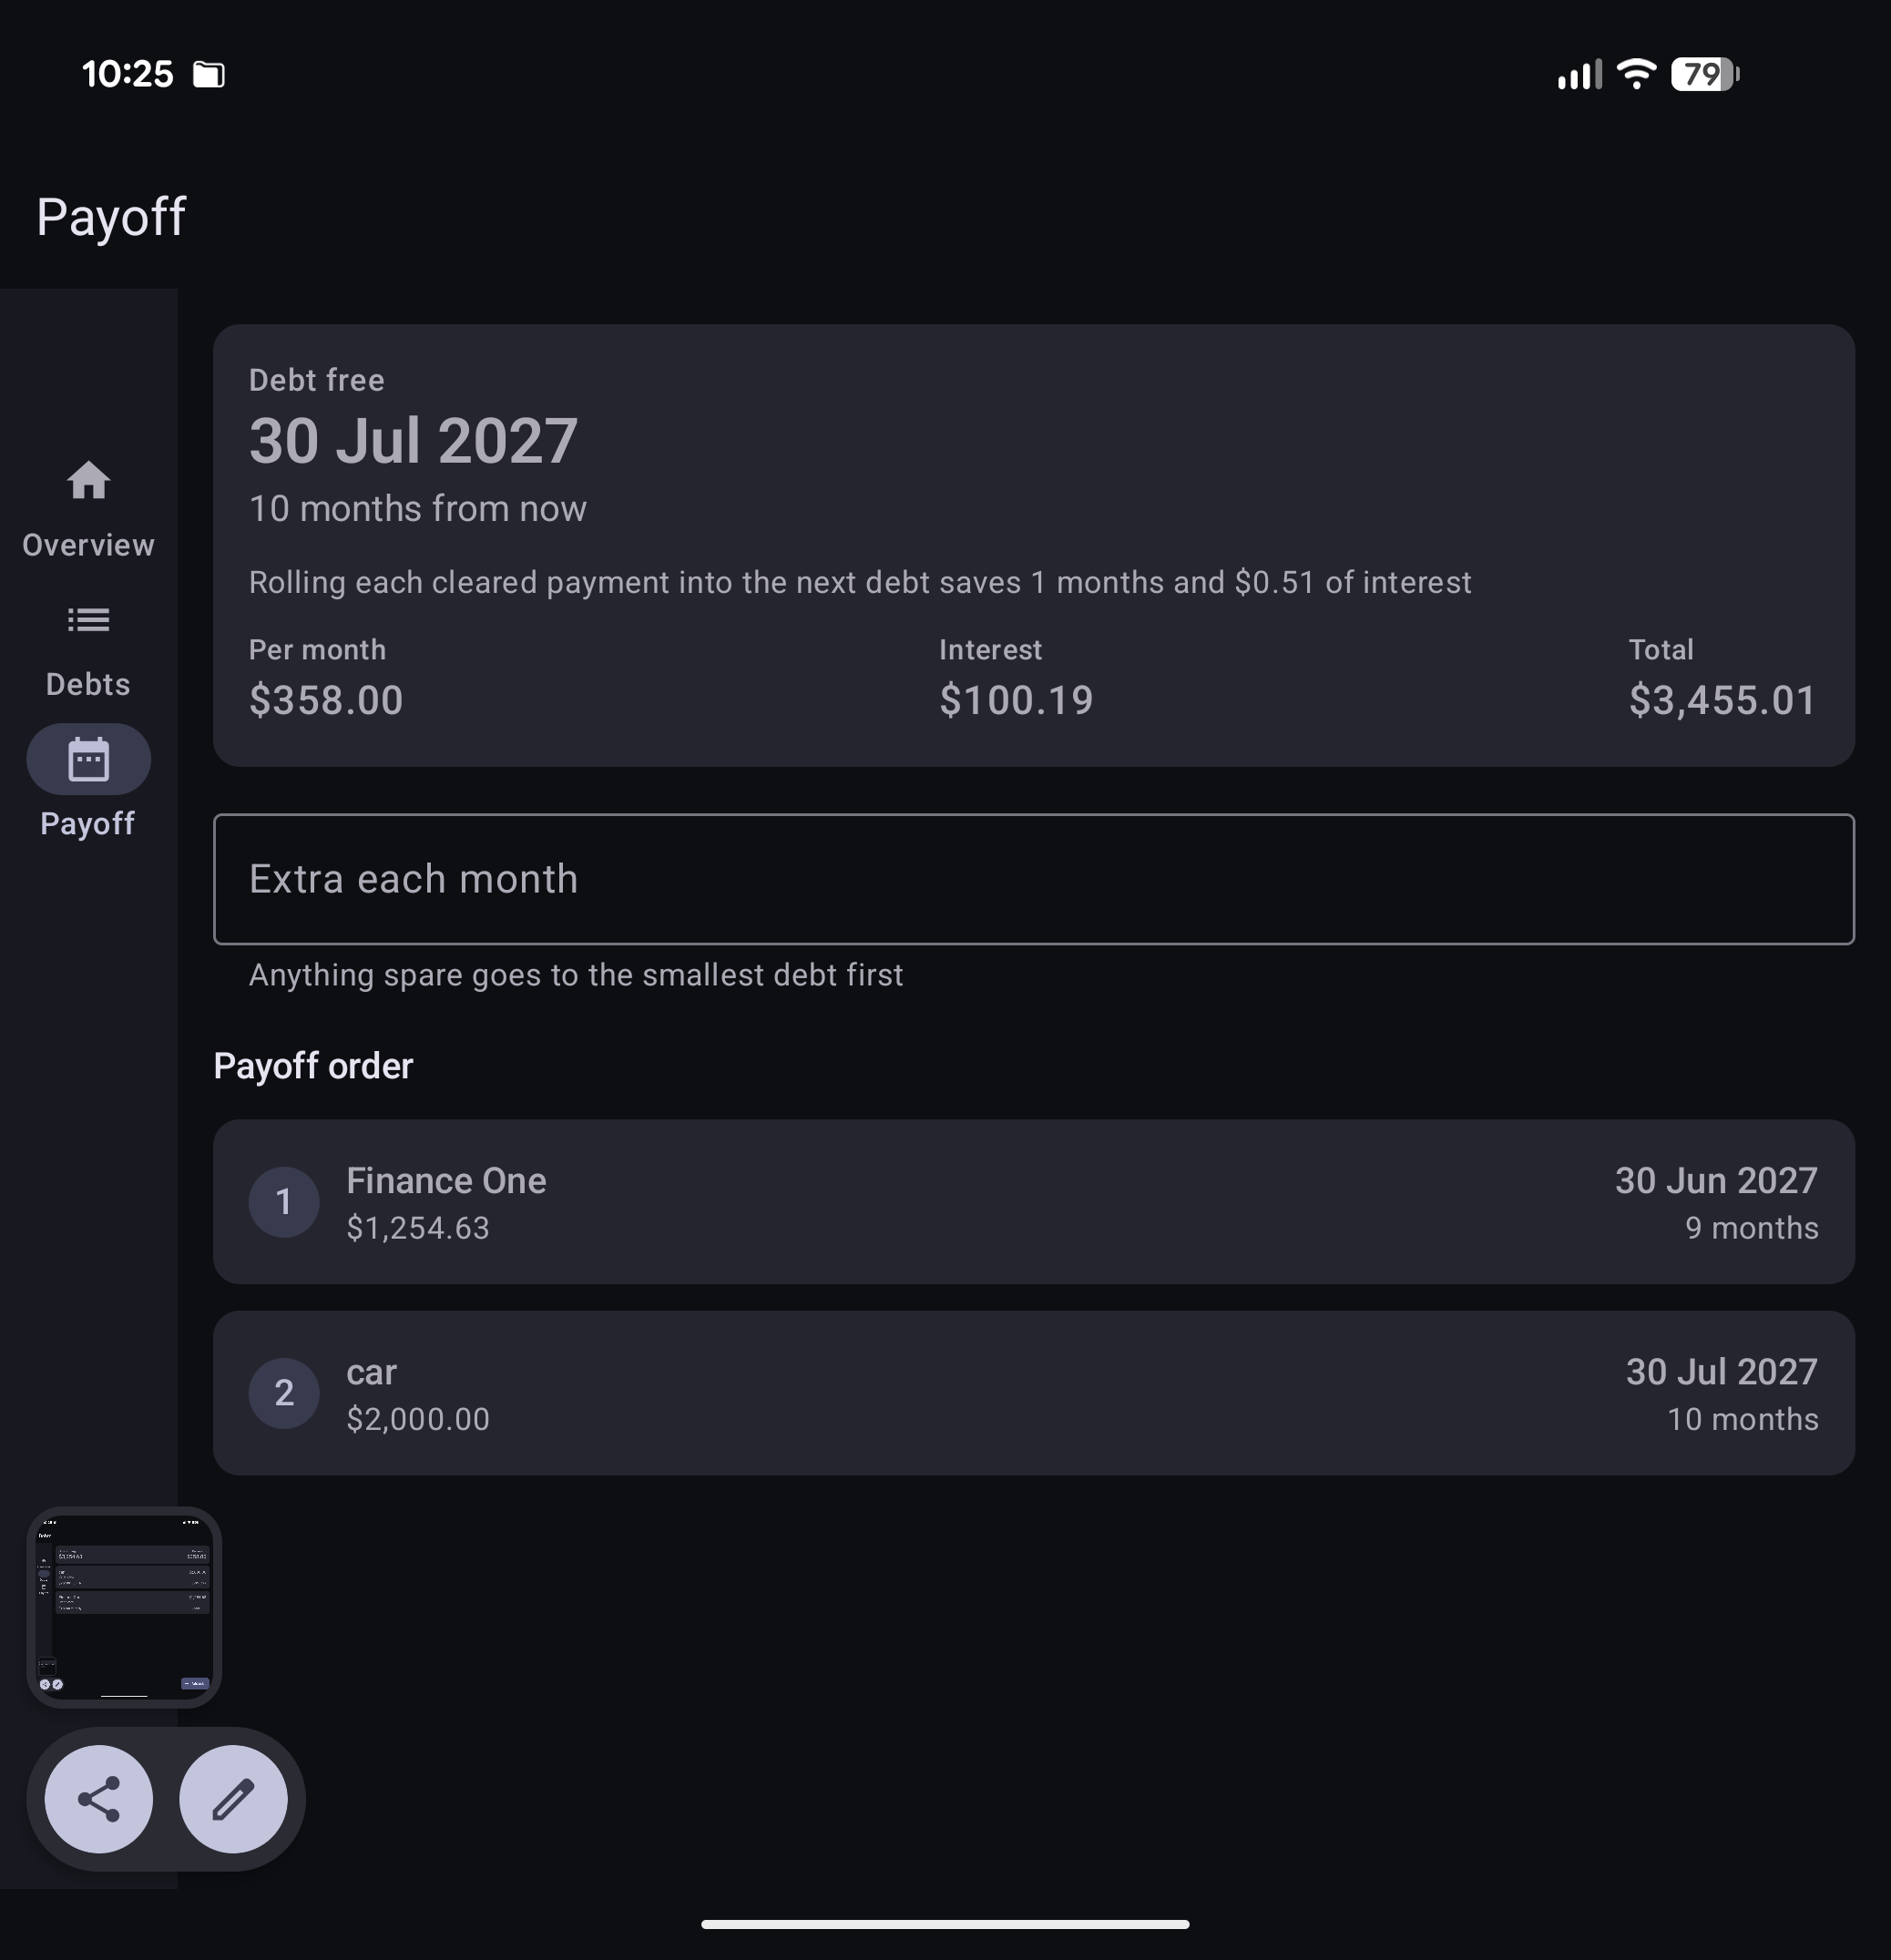 10:25
79
Payoff
Overview
Debts
Payoff
Debt free
30 Jul 2027
10 months from now
Rolling each cleared payment into the next debt saves 1 months and $0.51 of interest
Per month
$358.00
Interest
$100.19
Total
$3,455.01
Extra each month
Anything spare goes to the smallest debt first
Payoff order
1
Finance One
$1,254.63
30 Jun 2027
9 months
2
car
$2,000.00
30 Jul 2027
10 months